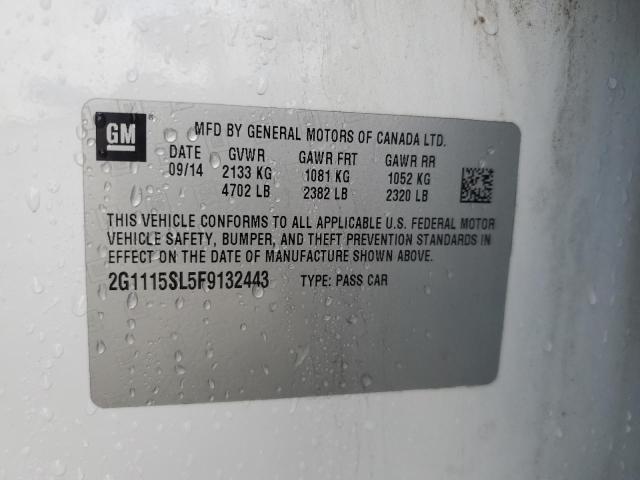 GM ® MFD BY GENERAL MOTORS OF CANADA LTD.
DATE GVWR GAWR FRT GAWR RR
09/14 2133 KG 1081 KG 1052 KG
4702 LB 2382 LB 2320 LB
THIS VEHICLE CONFORMS TO ALL APPLICABLE U.S. FEDERAL MOTOR
VEHICLE SAFETY, BUMPER, AND THEFT PREVENTION STANDARDS IN
EFFECT ON THE DATE OF MANUFACTURE SHOWN ABOVE.
2G1115SL5F9132443 TYPE: PASS CAR